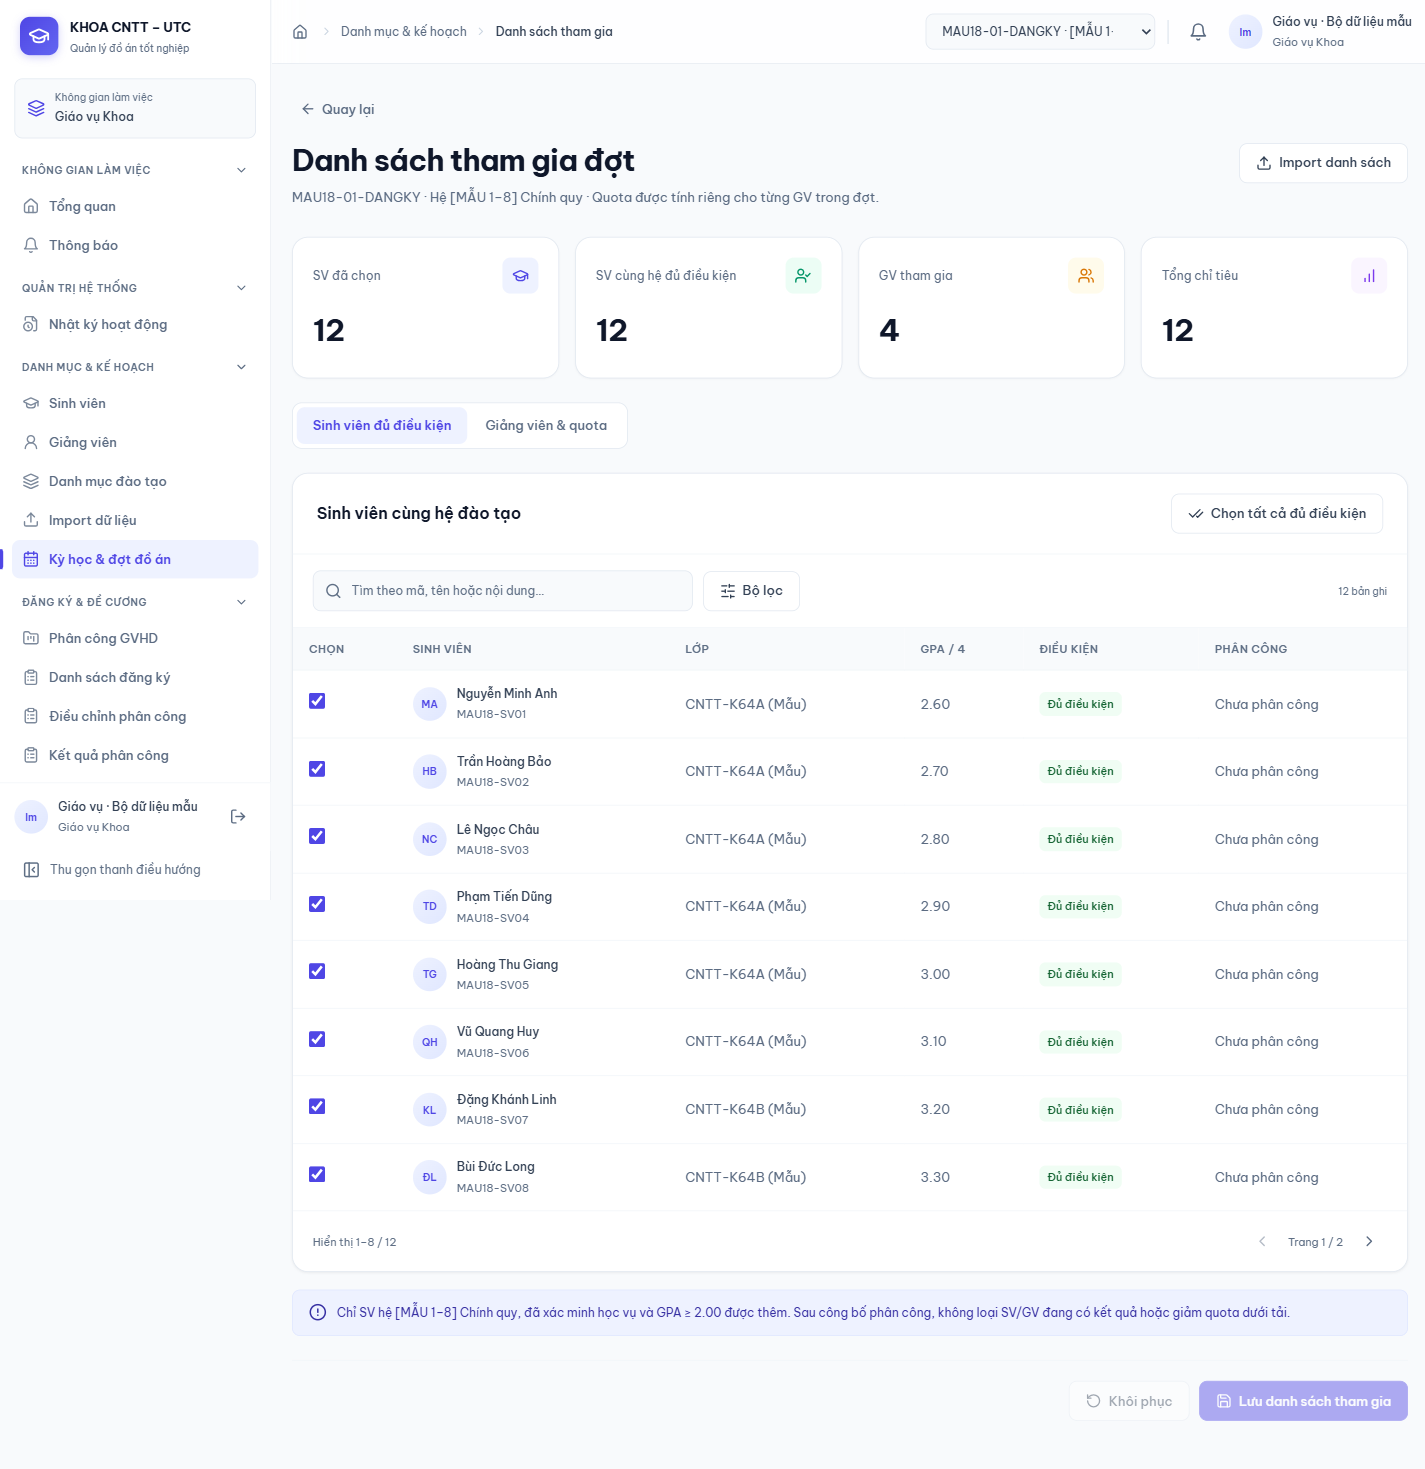 KHOA CNTT – UTC
Quản lý đồ án tốt nghiệp
Không gian làm việc
Giáo vụ Khoa
KHÔNG GIAN LÀM VIỆC
Tổng quan
Thông báo
QUẢN TRỊ HỆ THỐNG
Nhật ký hoạt động
DANH MỤC & KẾ HOẠCH
Sinh viên
Giảng viên
Danh mục đào tạo
Import dữ liệu
Kỳ học & đợt đồ án
ĐĂNG KÝ & ĐỀ CƯƠNG
Phân công GVHD
Danh sách đăng ký
Điều chỉnh phân công
Kết quả phân công
Im
Giáo vụ · Bộ dữ liệu mẫu
Giáo vụ Khoa
Thu gọn thanh điều hướng
Danh mục & kế hoạch
Danh sách tham gia
MAU18-01-DANGKY · [MẪU 1-
Im
Giáo vụ · Bộ dữ liệu mẫu
Giáo vụ Khoa
Quay lại
Danh sách tham gia đợt
MAU18-01-DANGKY · Hệ [MẪU 1–8] Chính quy · Quota được tính riêng cho từng GV trong đợt.
Import danh sách
SV đã chọn
12
SV cùng hệ đủ điều kiện
12
GV tham gia
4
Tổng chỉ tiêu
12
Sinh viên đủ điều kiện
Giảng viên & quota
Sinh viên cùng hệ đào tạo
Chọn tất cả đủ điều kiện
Tìm theo mã, tên hoặc nội dung...
Bộ lọc
12 bản ghi
CHỌN SINH VIÊN LỚP GPA / 4 ĐIỀU KIỆN PHÂN CÔNG
MA Nguyễn Minh Anh
MAU18-SV01
CNTT-K64A (Mẫu) 2.60 Đủ điều kiện Chưa phân công
HB Trần Hoàng Bảo
MAU18-SV02
CNTT-K64A (Mẫu) 2.70 Đủ điều kiện Chưa phân công
NC Lê Ngọc Châu
MAU18-SV03
CNTT-K64A (Mẫu) 2.80 Đủ điều kiện Chưa phân công
TD Phạm Tiến Dũng
MAU18-SV04
CNTT-K64A (Mẫu) 2.90 Đủ điều kiện Chưa phân công
TG Hoàng Thu Giang
MAU18-SV05
CNTT-K64A (Mẫu) 3.00 Đủ điều kiện Chưa phân công
QH Vũ Quang Huy
MAU18-SV06
CNTT-K64A (Mẫu) 3.10 Đủ điều kiện Chưa phân công
KL Đặng Khánh Linh
MAU18-SV07
CNTT-K64B (Mẫu) 3.20 Đủ điều kiện Chưa phân công
ĐL Bùi Đức Long
MAU18-SV08
CNTT-K64B (Mẫu) 3.30 Đủ điều kiện Chưa phân công
Hiển thị 1–8 / 12
Trang 1 / 2
Chỉ SV hệ [MẪU 1–8] Chính quy, đã xác minh học vụ và GPA ≥ 2.00 được thêm. Sau công bố phân công, không loại SV/GV đang có kết quả hoặc giảm quota dưới tải.
Khôi phục
Lưu danh sách tham gia